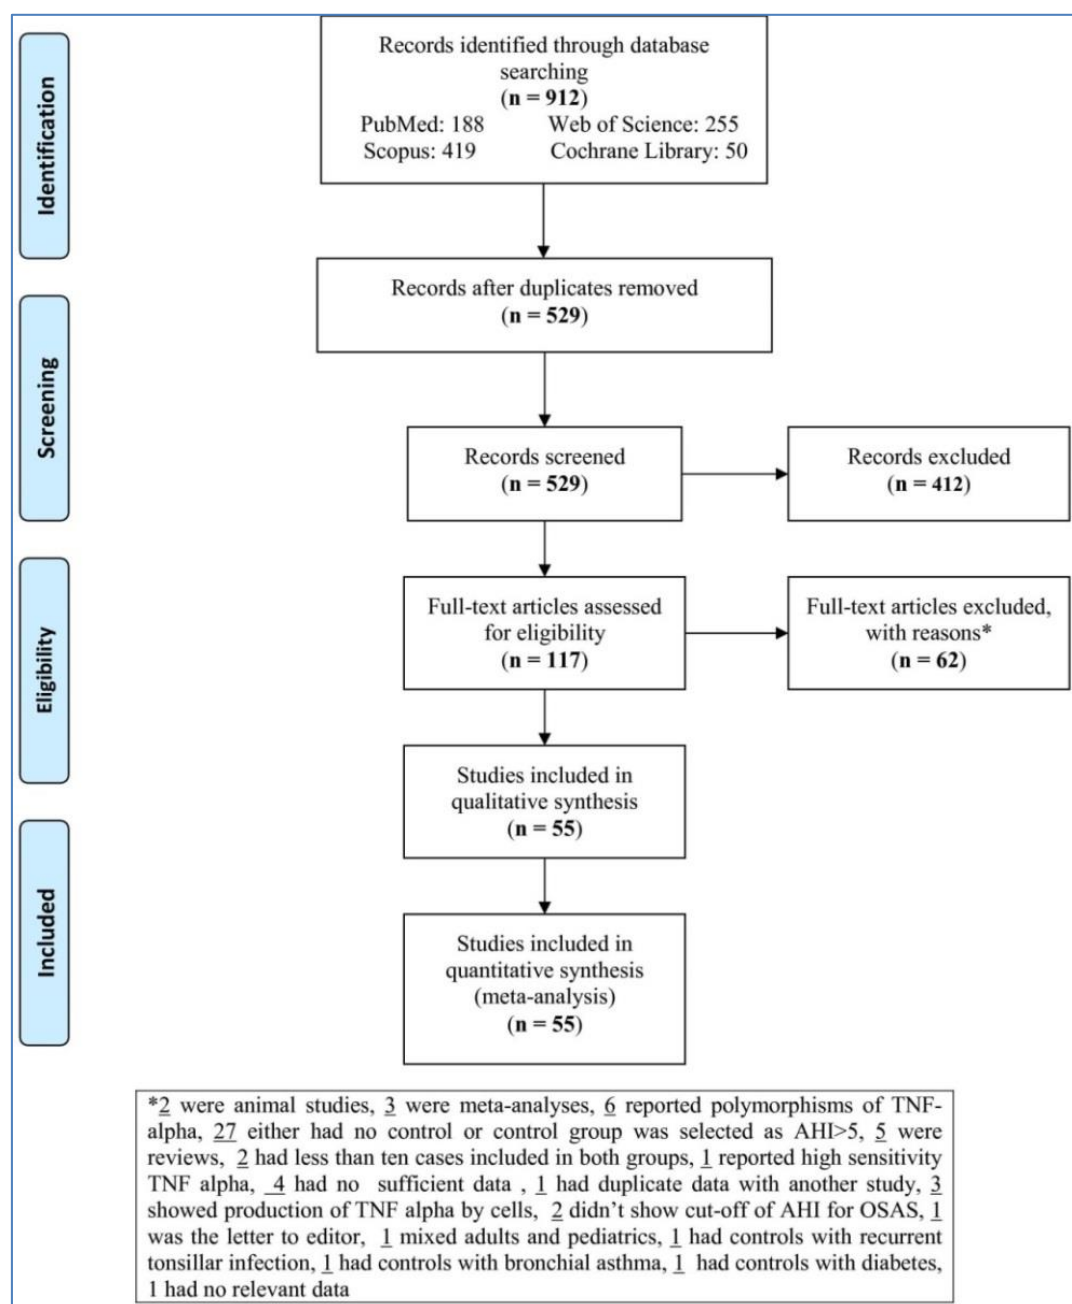 Identification
Records identified through database
searching
(n = 912)
PubMed: 188 Web of Science: 255
Scopus: 419 Cochrane Library: 50
Screening
Records after duplicates removed
(n = 529)
Records screened
(n = 529)
Records excluded
(n = 412)
Eligibility
Full-text articles assessed
for eligibility
(n = 117)
Full-text articles excluded,
with reasons*
(n = 62)
Studies included in
qualitative synthesis
(n = 55)
Included
Studies included in
quantitative synthesis
(meta-analysis)
(n = 55)
*2 were animal studies, 3 were meta-analyses, 6 reported polymorphisms of TNF-
alpha, 27 either had no control or control group was selected as AHI>5, 5 were
reviews, 2 had less than ten cases included in both groups, 1 reported high sensitivity
TNF alpha, 4 had no sufficient data , 1 had duplicate data with another study, 3
showed production of TNF alpha by cells, 2 didn't show cut-off of AHI for OSAS, 1
was the letter to editor, 1 mixed adults and pediatrics, 1 had controls with recurrent
tonsillar infection, 1 had controls with bronchial asthma, 1 had controls with diabetes,
1 had no relevant data